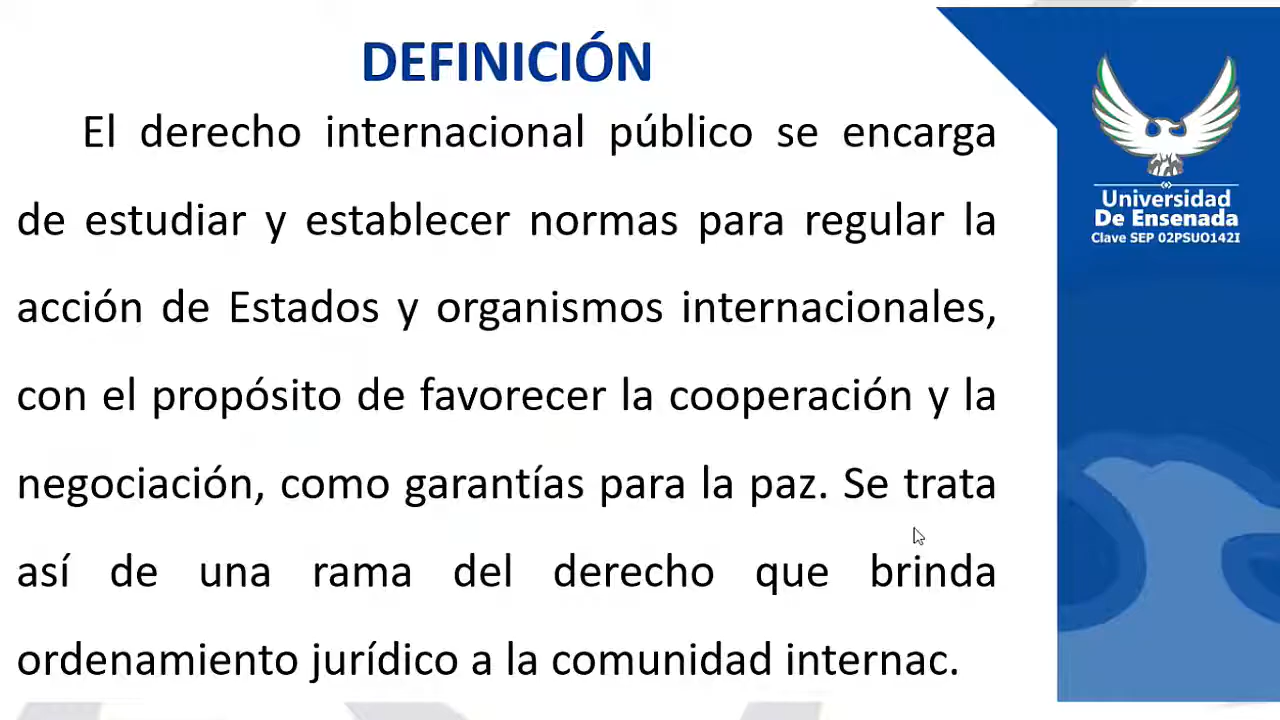 DEFINICIÓN
El derecho internacional público se encarga
de estudiar y establecer normas para regular la
acción de Estados y organismos internacionales,
con el propósito de favorecer la cooperación y la
negociación, como garantías para la paz. Se trata
así de una rama del derecho que brinda
ordenamiento jurídico a la comunidad internac.
Universidad
De Ensenada
Clave SEP 02PSU0142I